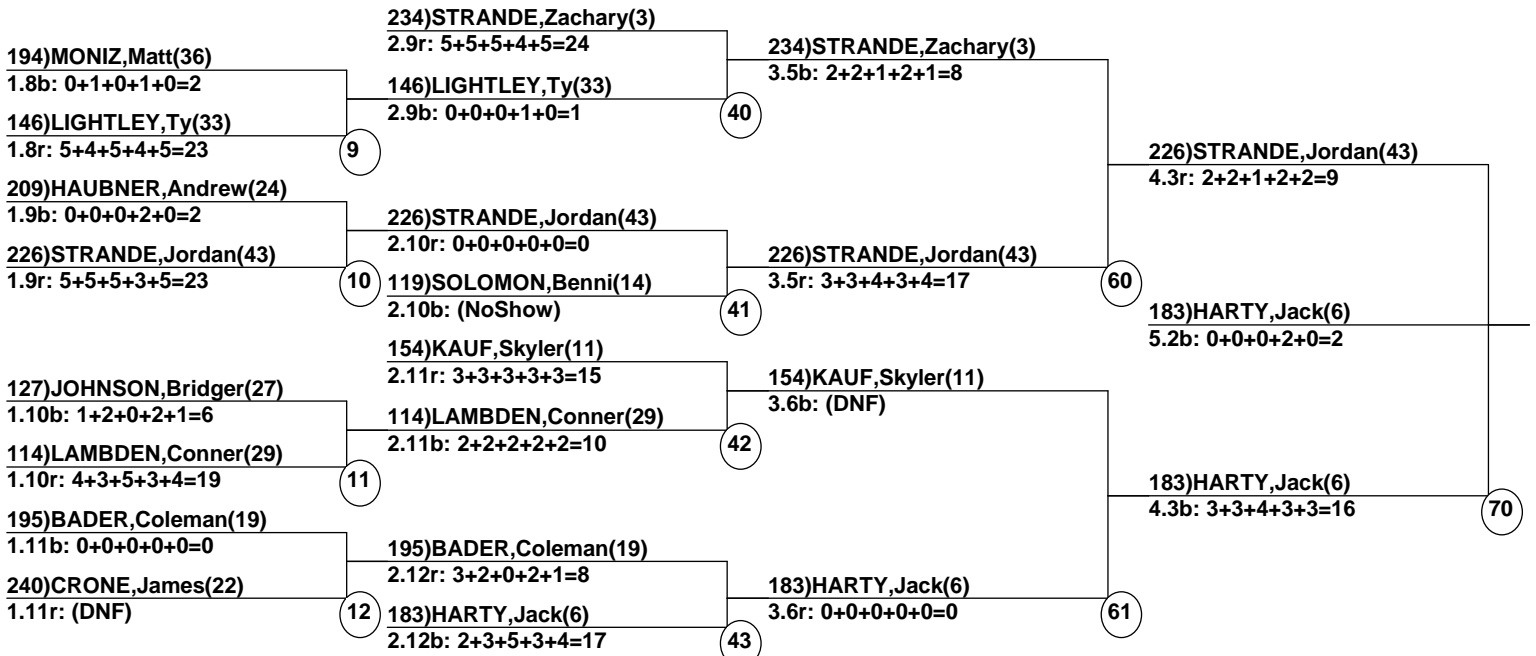 194)MONIZ,Matt(36)
1.8b: 0+1+0+1+0=2
146)LIGHTLEY,Ty(33)
1.8r: 5+4+5+4+5=23
9
209)HAUBNER,Andrew(24)
1.9b: 0+0+0+2+0=2
226)STRANDE,Jordan(43)
1.9r: 5+5+5+3+5=23
10
127)JOHNSON,Bridger(27)
1.10b: 1+2+0+2+1=6
114)LAMBDEN,Conner(29)
1.10r: 4+3+5+3+4=19
11
195)BADER,Coleman(19)
1.11b: 0+0+0+0+0=0
240)CRONE,James(22)
1.11r: (DNF)
12
234)STRANDE,Zachary(3)
2.9r: 5+5+5+4+5=24
146)LIGHTLEY,Ty(33)
2.9b: 0+0+0+1+0=1
40
226)STRANDE,Jordan(43)
2.10r: 0+0+0+0+0=0
119)SOLOMON,Benni(14)
2.10b: (NoShow)
41
154)KAUF,Skyler(11)
2.11r: 3+3+3+3+3=15
114)LAMBDEN,Conner(29)
2.11b: 2+2+2+2+2=10
42
195)BADER,Coleman(19)
2.12r: 3+2+0+2+1=8
183)HARTY,Jack(6)
2.12b: 2+3+5+3+4=17
43
234)STRANDE,Zachary(3)
3.5b: 2+2+1+2+1=8
226)STRANDE,Jordan(43)
3.5r: 3+3+4+3+4=17
60
154)KAUF,Skyler(11)
3.6b: (DNF)
183)HARTY,Jack(6)
3.6r: 0+0+0+0+0=0
61
226)STRANDE,Jordan(43)
4.3r: 2+2+1+2+2=9
183)HARTY,Jack(6)
5.2b: 0+0+0+2+0=2
183)HARTY,Jack(6)
4.3b: 3+3+4+3+3=16
70